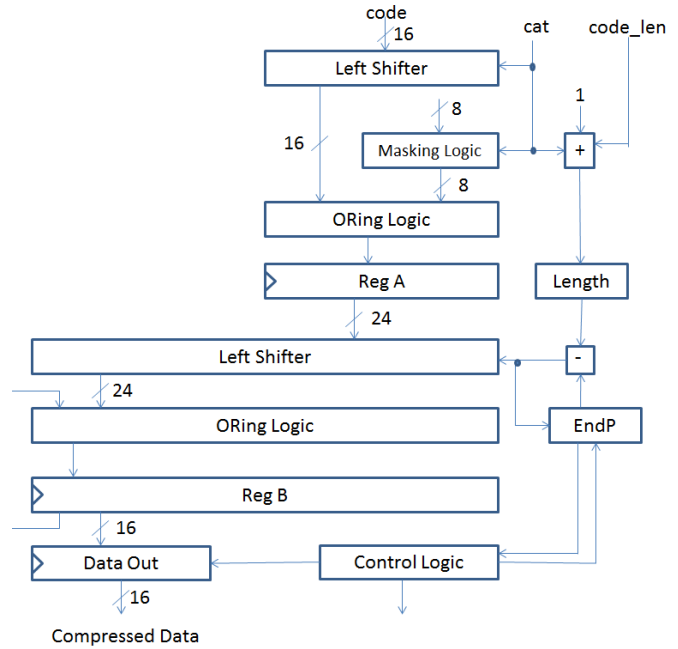 code
cat
code_len
16
Left Shifter
8
1
16
Masking Logic
+
8
ORing Logic
Reg A
Length
24
Left Shifter
-
24
ORing Logic
EndP
Reg B
16
Data Out
Control Logic
16
Compressed Data